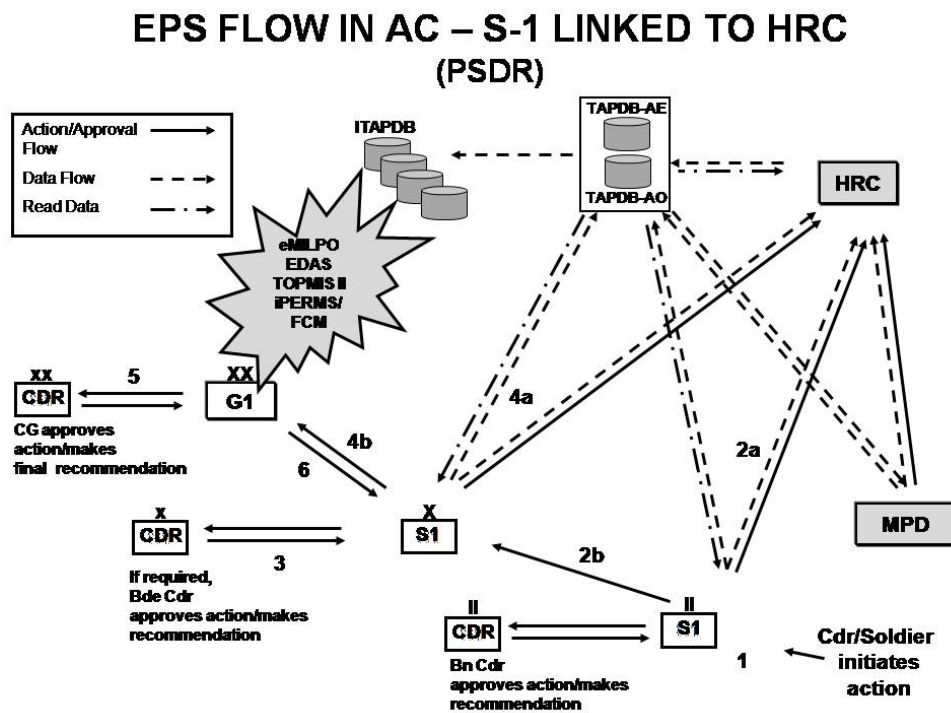 EPS FLOW IN AC – S-1 LINKED TO HRC
(PSDR)
Action/Approval
Flow
Data Flow
Read Data
ITAPDB
TAPDB-AE
TAPDB-AO
HRC
eMILPO
EDAS
TOPMIS II
iPERMS/
FCM
XX
CDR
5
XX
G1
CG approves
action/makes
final recommendation
4b
6
4a
2a
MPD
X
CDR
3
X
S1
If required,
Bde Cdr
approves action/makes
recommendation
2b
II
CDR
II
S1
1
Bn Cdr
approves action/makes
recommendation
Cdr/Soldier
initiates
action